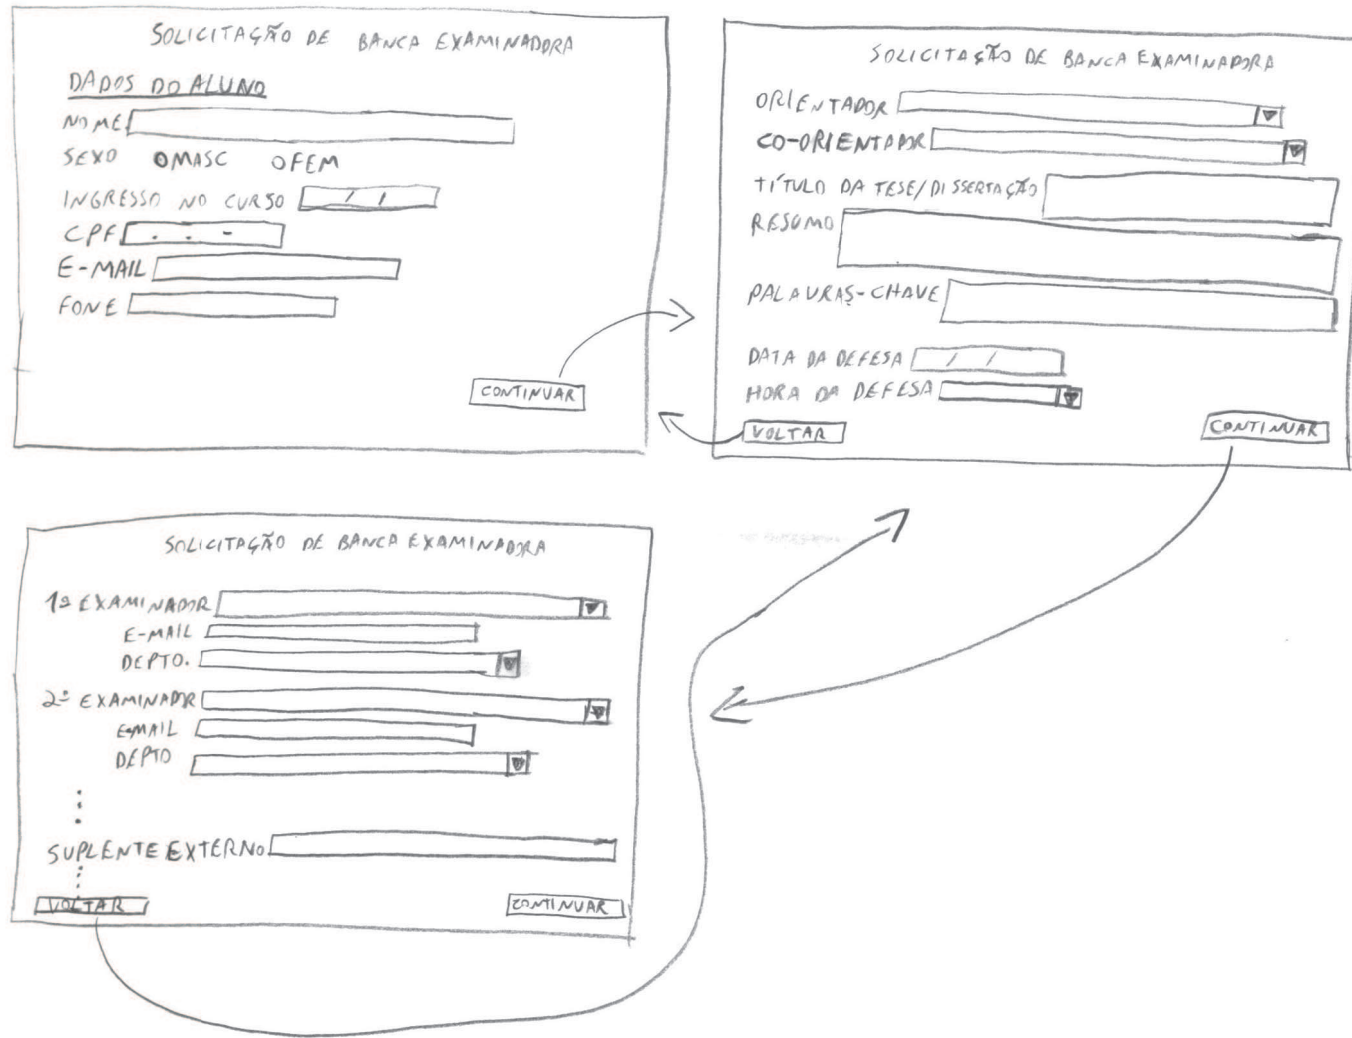 SOLICITAÇÃO DE BANCA EXAMINADORA
DADOS DO ALUNO
NOME
SEXO OMASC OFEM
INGRESSO NO CURSO / /
CPF . . -
E-MAIL
FONE
CONTINUAR
SOLICITAÇÃO DE BANCA EXAMINADORA
ORIENTADOR
CO-ORIENTADOR
TÍTULO DA TESE/DISSERTAÇÃO
RESUMO
PALAVRAS-CHAVE
DATA DA DEFESA / /
HORA DA DEFESA
VOLTAR CONTINUAR
SOLICITAÇÃO DE BANCA EXAMINADORA
1º EXAMINADOR
E-MAIL
DEPTO.
2º EXAMINADOR
E-MAIL
DEPTO
SUPLENTE EXTERNO
VOLTAR CONTINUAR